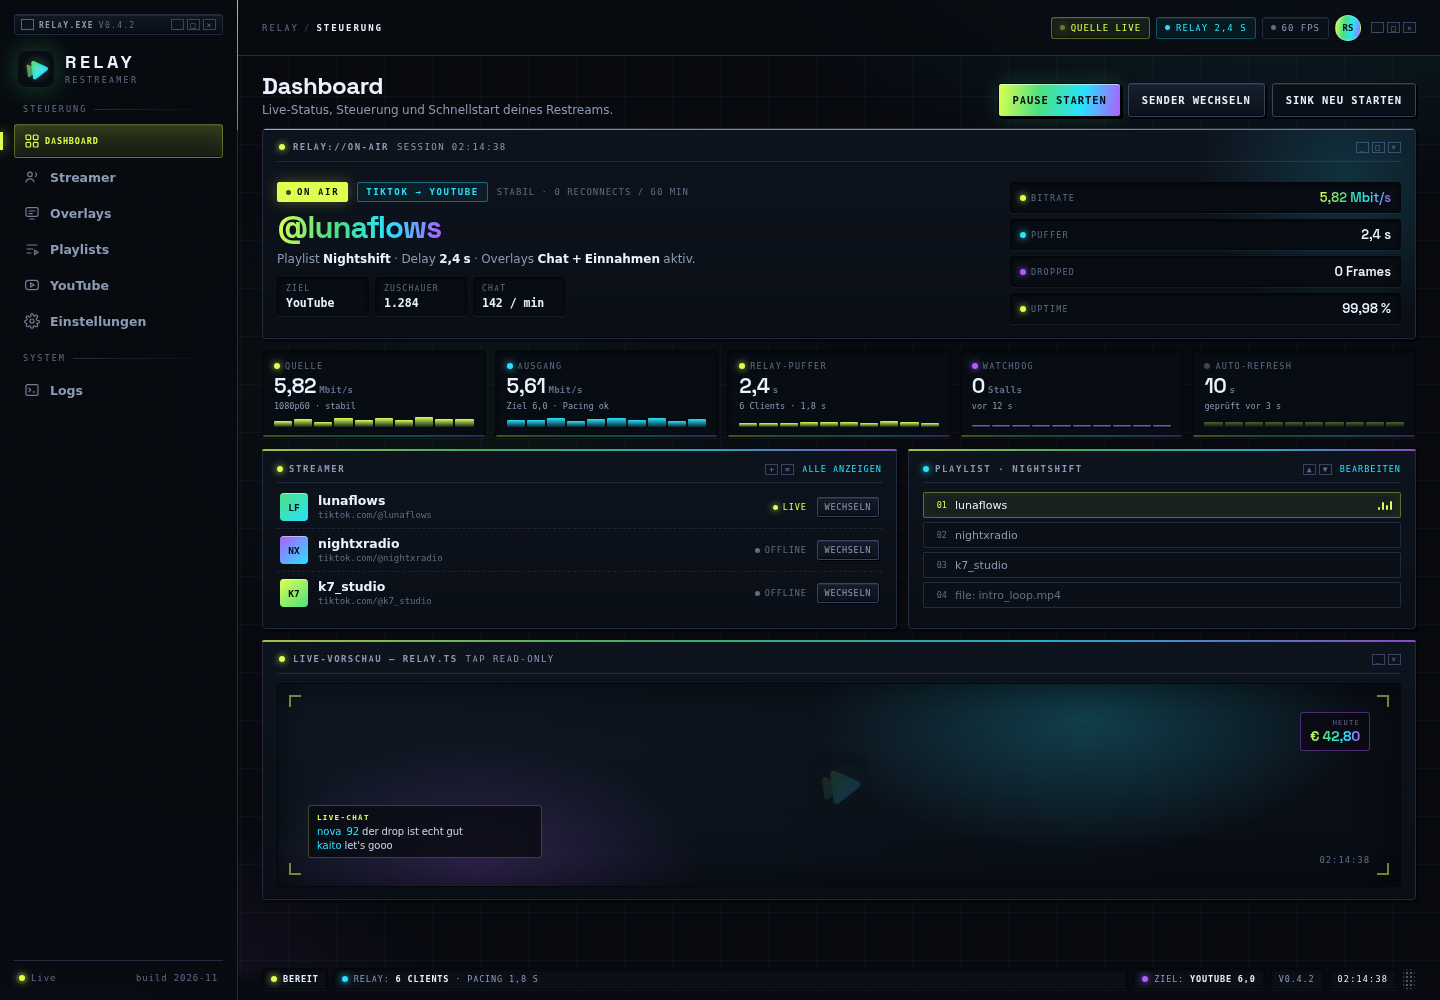 RELAY.EXE V0.4.2
RELAY
RESTREAMER
STEUERUNG
DASHBOARD
Streamer
Overlays
Playlists
YouTube
Einstellungen
SYSTEM
Logs
Live build 2026-11
RELAY / STEUERUNG
QUELLE LIVE RELAY 2,4 S 60 FPS RS
Dashboard
Live-Status, Steuerung und Schnellstart deines Restreams.
PAUSE STARTEN SENDER WECHSELN SINK NEU STARTEN
RELAY://ON-AIR SESSION 02:14:38
ON AIR TIKTOK → YOUTUBE STABIL · 0 RECONNECTS / 60 MIN
@lunaflows
Playlist Nightshift · Delay 2,4 s · Overlays Chat + Einnahmen aktiv.
ZIEL
YouTube
ZUSCHAUER
1.284
CHAT
142 / min
BITRATE 5,82 Mbit/s
PUFFER 2,4 s
DROPPED 0 Frames
UPTIME 99,98 %
QUELLE
5,82 Mbit/s
1080p60 · stabil
AUSGANG
5,61 Mbit/s
Ziel 6,0 · Pacing ok
RELAY-PUFFER
2,4 s
6 Clients · 1,8 s
WATCHDOG
0 Stalls
vor 12 s
AUTO-REFRESH
10 s
geprüft vor 3 s
STREAMER + = ALLE ANZEIGEN
LF lunaflows
tiktok.com/@lunaflows
LIVE WECHSELN
NX nightxradio
tiktok.com/@nightxradio
OFFLINE WECHSELN
K7 k7_studio
tiktok.com/@k7_studio
OFFLINE WECHSELN
PLAYLIST · NIGHTSHIFT ▲ ▼ BEARBEITEN
01 lunaflows
02 nightxradio
03 k7_studio
04 file: intro_loop.mp4
LIVE-VORSCHAU — RELAY.TS TAP READ-ONLY
HEUTE
€ 42,80
LIVE-CHAT
nova_92 der drop ist echt gut
kaito let's gooo
02:14:38
BEREIT RELAY: 6 CLIENTS · PACING 1,8 S ZIEL: YOUTUBE 6,0 V0.4.2 02:14:38